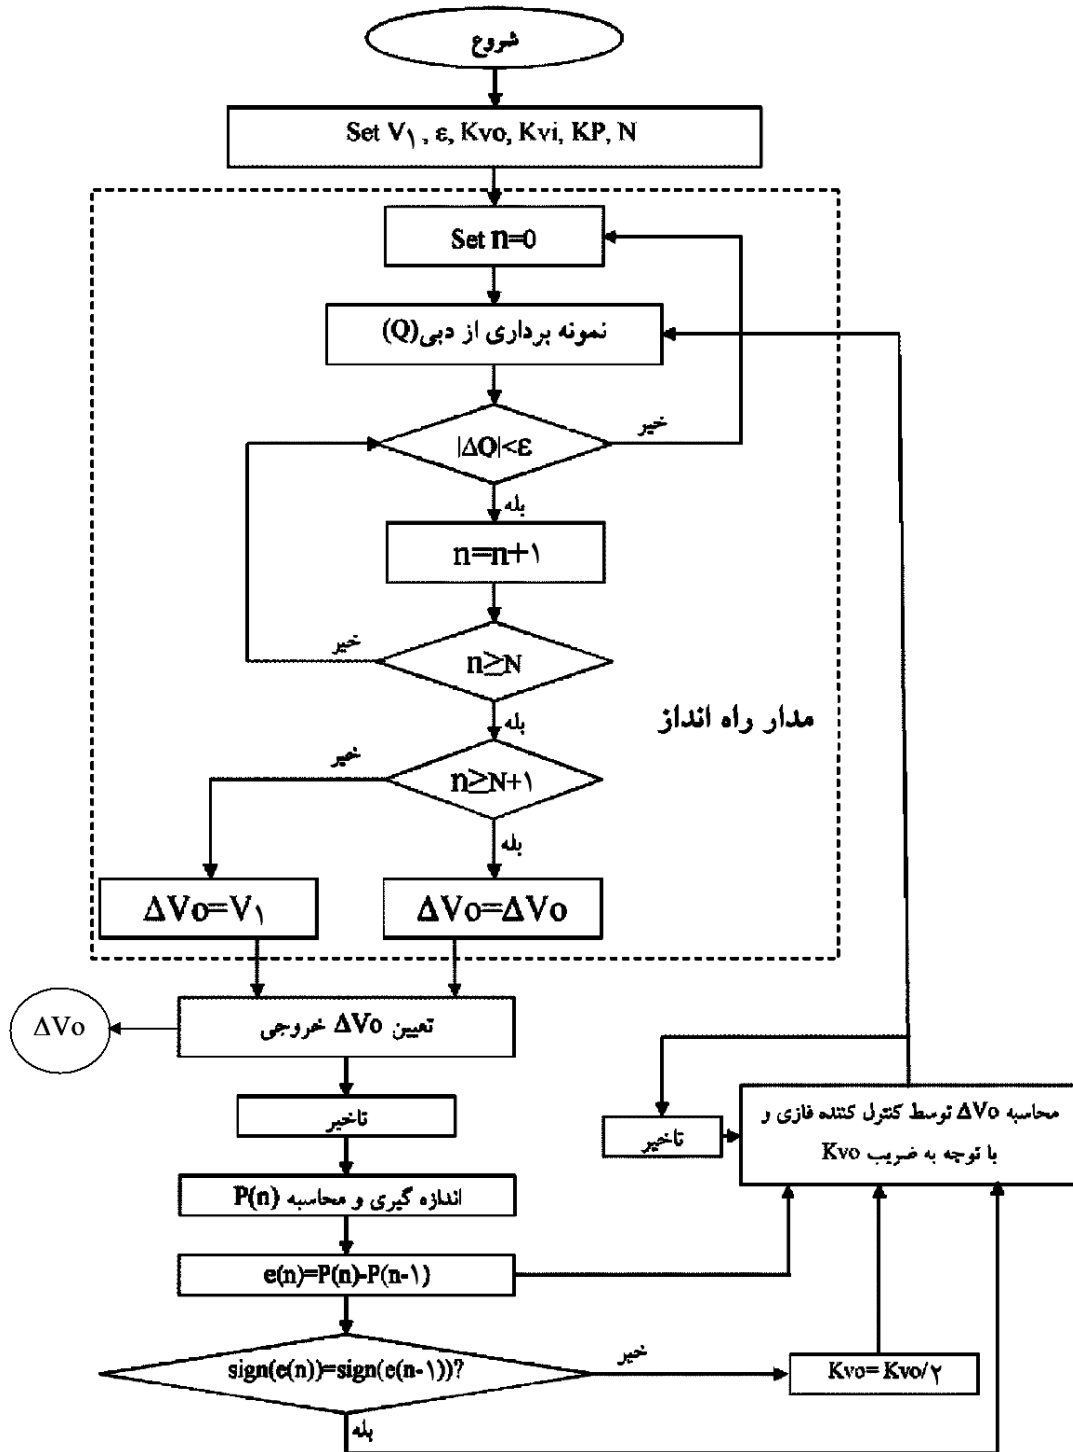 شروع
Set V۱ , ε, Kvo, Kvi, KP, N
Set n=0
نمونه برداری از دبی(Q)
|ΔQ|<ε
خیر
بله
n=n+۱
خیر
n≥N
بله
مدار راه انداز
خیر
n≥N+۱
بله
ΔVo=V۱
ΔVo=ΔVo
ΔVo
تعیین ΔVo خروجی
تاخیر
تاخیر
محاسبه ΔVo توسط کنترل کننده فازی و
با توجه به ضریب Kvo
اندازه گیری و محاسبه P(n)
e(n)=P(n)-P(n-۱)
sign(e(n))=sign(e(n-۱))?
خیر
Kvo= Kvo/۲
بله